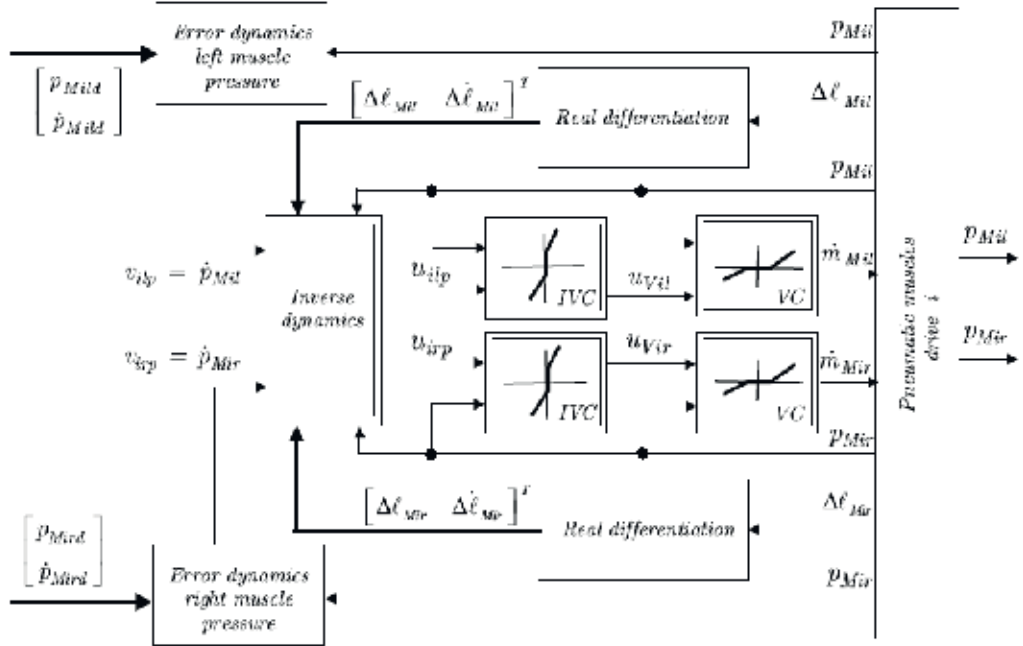 Error dynamics
left muscle
pressure
p_Mil
[ p_Mild
ṗ_Mild ]
[ Δℓ_Mil Δℓ̇_Mil ]^T
Real differentiation
Δℓ_Mil
p_Mil
v_ilp = ṗ_Mil
Inverse
dynamics
u_ilp
IVC
u_Vil
VC
ṁ_Mil
p_Mil
Pneumatic muscles
drive i
v_irp = ṗ_Mir
u_irp
IVC
u_Vir
VC
ṁ_Mir
p_Mir
p_Mir
[ Δℓ_Mir Δℓ̇_Mir ]^T
Real differentiation
Δℓ_Mir
[ p_Mird
ṗ_Mird ]
Error dynamics
right muscle
pressure
p_Mir